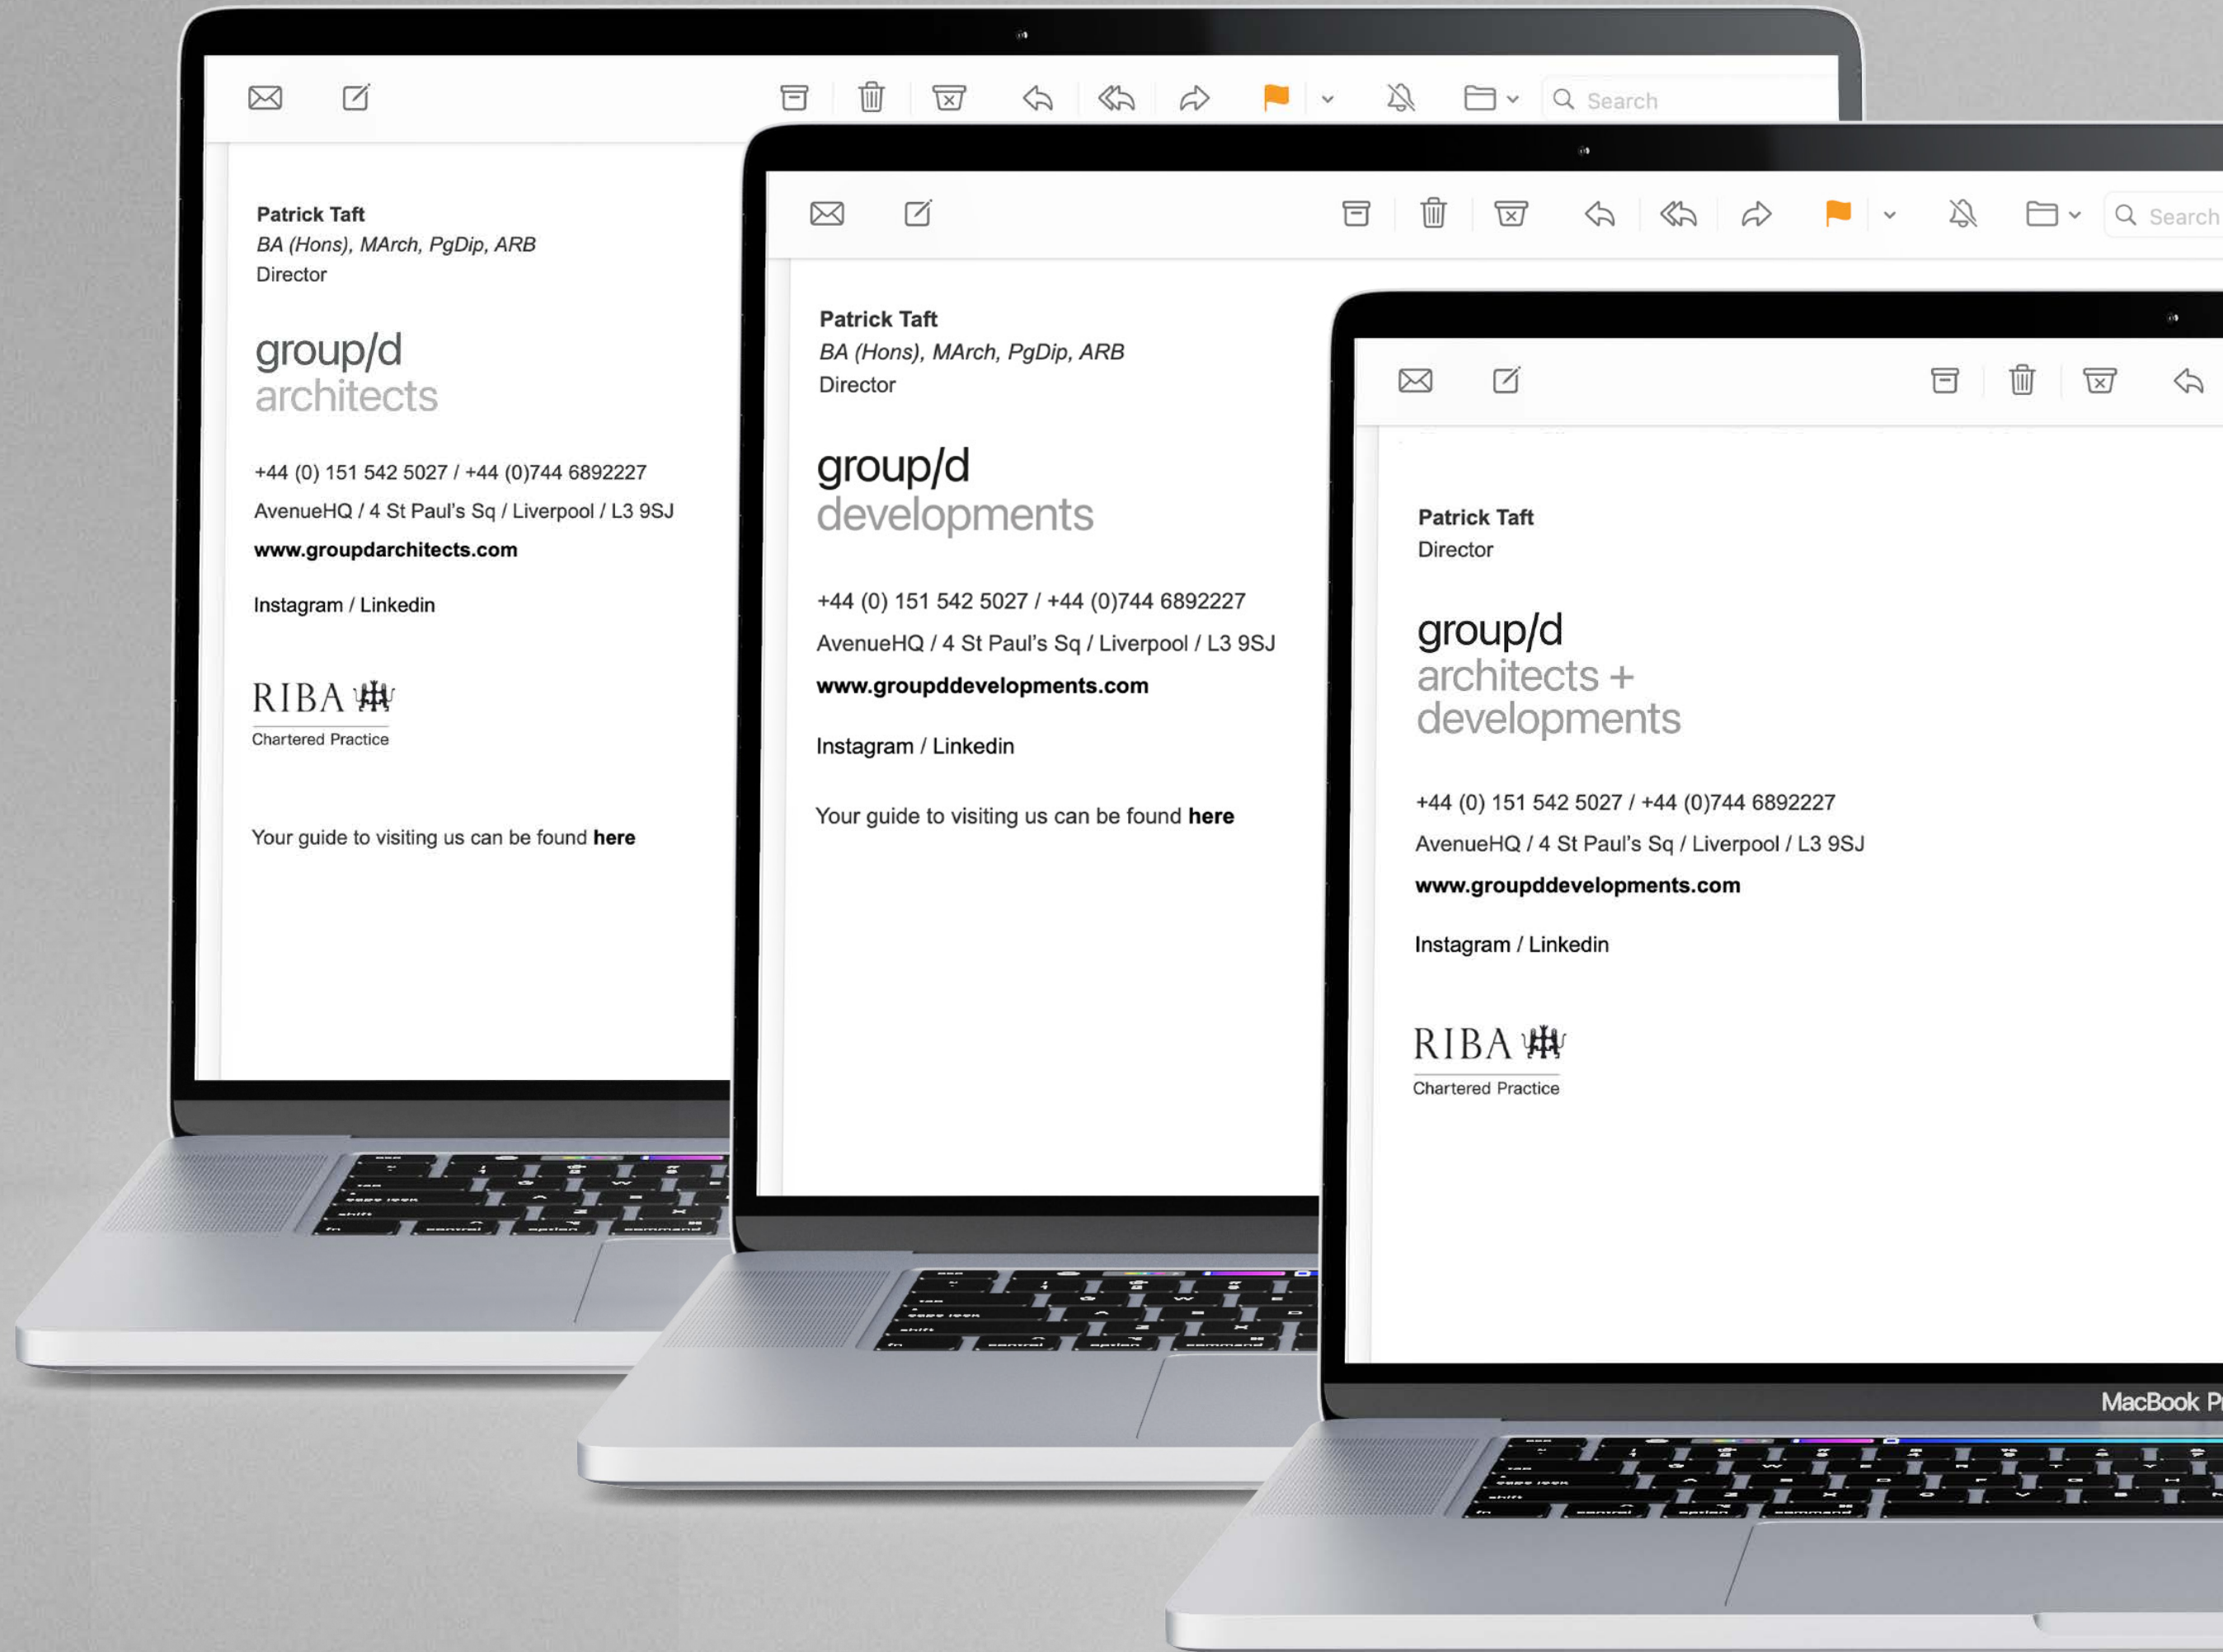 Search
Patrick Taft
BA (Hons), MArch, PgDip, ARB
Director
group/d
architects
+44 (0) 151 542 5027 / +44 (0)744 6892227
AvenueHQ / 4 St Paul's Sq / Liverpool / L3 9SJ
www.groupdarchitects.com
Instagram / Linkedin
RIBA
Chartered Practice
Your guide to visiting us can be found here
Search
Patrick Taft
BA (Hons), MArch, PgDip, ARB
Director
group/d
developments
+44 (0) 151 542 5027 / +44 (0)744 6892227
AvenueHQ / 4 St Paul's Sq / Liverpool / L3 9SJ
www.groupddevelopments.com
Instagram / Linkedin
Your guide to visiting us can be found here
Patrick Taft
Director
group/d
architects +
developments
+44 (0) 151 542 5027 / +44 (0)744 6892227
AvenueHQ / 4 St Paul's Sq / Liverpool / L3 9SJ
www.groupddevelopments.com
Instagram / Linkedin
RIBA
Chartered Practice
MacBook